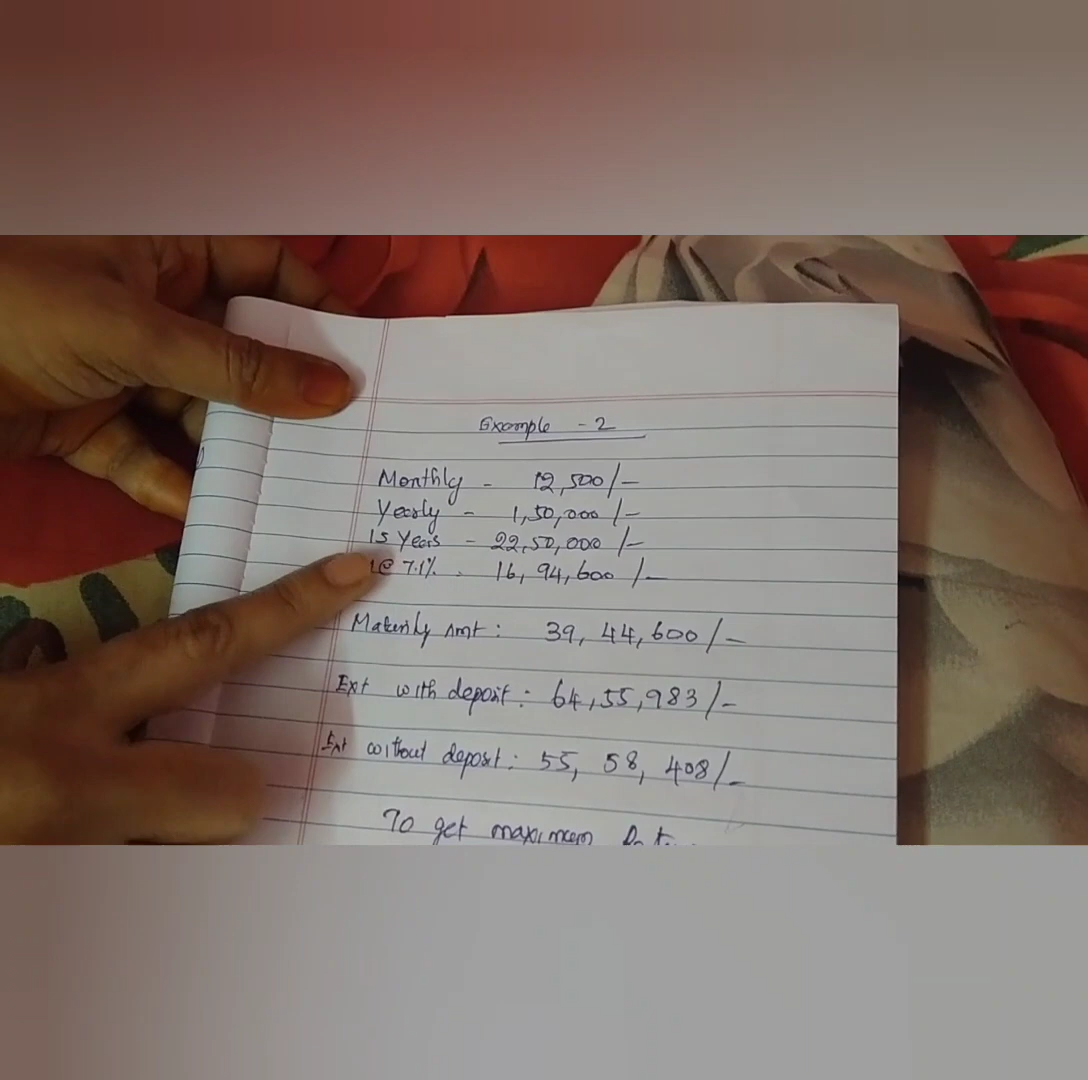 Example - 2
Monthly - 12,500/-
Yearly - 1,50,000/-
15 Years - 22,50,000/-
@ 7.1% - 16,94,600/-
Maturity Amt : 39,44,600/-
Ext with deposit : 64,55,983/-
Ext without deposit : 55,58,408/-
To get maximum